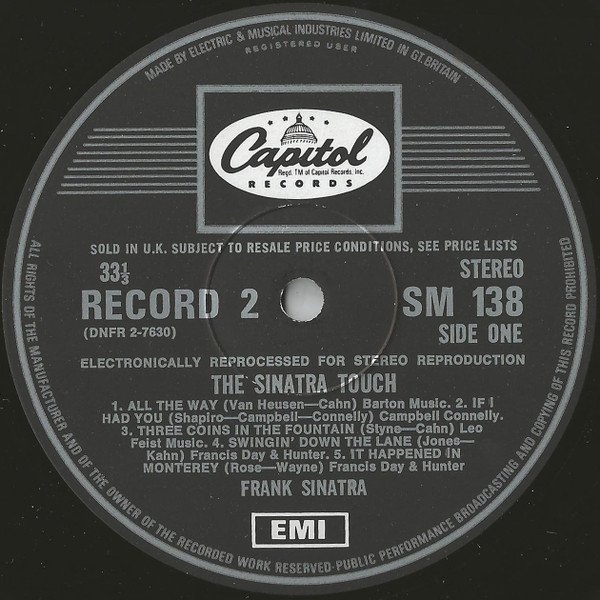 MADE BY ELECTRIC & MUSICAL INDUSTRIES LIMITED IN GT. BRITAIN
REGISTERED USER
Capitol
Regd. TM of Capitol Records, Inc.
RECORDS
SOLD IN U.K. SUBJECT TO RESALE PRICE CONDITIONS, SEE PRICE LISTS
33⅓ STEREO
RECORD 2 SM 138
(DNFR 2-7630) SIDE ONE
ELECTRONICALLY REPROCESSED FOR STEREO REPRODUCTION
THE SINATRA TOUCH
1. ALL THE WAY (Van Heusen—Cahn) Barton Music. 2. IF I
HAD YOU (Shapiro—Campbell—Connelly) Campbell Connelly.
3. THREE COINS IN THE FOUNTAIN (Styne—Cahn) Leo
Feist Music. 4. SWINGIN' DOWN THE LANE (Jones—
Kahn) Francis Day & Hunter. 5. IT HAPPENED IN
MONTEREY (Rose—Wayne) Francis Day & Hunter
FRANK SINATRA
EMI
ALL RIGHTS OF THE MANUFACTURER AND OF THE OWNER OF THE RECORDED WORK RESERVED·PUBLIC PERFORMANCE BROADCASTING AND COPYING OF THIS RECORD PROHIBITED